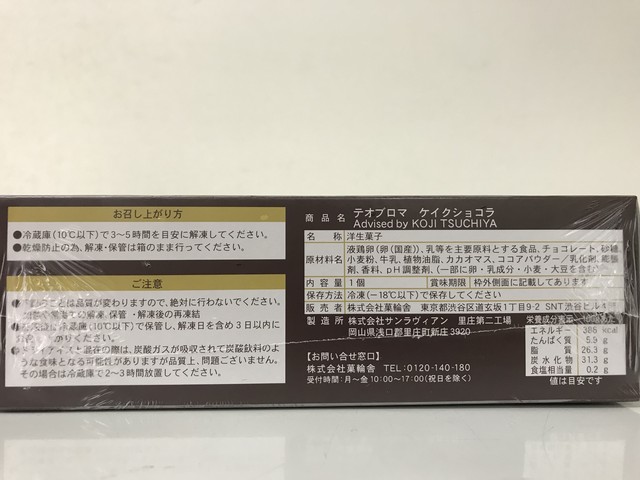 お召し上がり方
●冷蔵庫(10℃以下)で3~5時間を目安に解凍してください。
●乾燥防止の為、解凍・保管は箱のまま行ってください。
ご注意
は品質が変わりますので、絶対に行わないでください。
解凍・保管 ・解凍後の再凍結
冷蔵庫(10℃以下)で保管し、解凍日を含め3日以内に
ドライアイスと混在の際は、炭酸ガスが吸収されて炭酸飲料のよ
うな食味となる可能性がありますが品質上、問題ございません。
その場合は冷蔵庫で2~3時間放置してください。
商品名 テオブロマ ケイクショコラ
Advised by KOJI TSUCHIYA
名称 洋生菓子
原材料名 液鶏卵(卵(国産))、乳等を主要原料とする食品、チョコレート、砂糖、
小麦粉、牛乳、植物油脂、カカオマス、ココアパウダー/乳化剤、膨脹
剤、香料、pH調整剤、(一部に卵・乳成分・小麦・大豆を含む)
内容量 1個 賞味期限 枠外側面に記載してあります
保存方法 冷凍(-18℃以下)で保存してください。
販売者 株式会社菓輪舎 東京都渋谷区道玄坂1丁目9-2 SNT渋谷ビル
製造所 株式会社サンラヴィアン 里庄第二工場
岡山県浅口郡里庄町新庄3920
【お問い合せ窓口】
株式会社菓輪舎 TEL:0120-140-180
受付時間:月~金 10:00~17:00(祝日を除く)
栄養成分表示
エネルギー 386 kcal
たんぱく質 5.9 g
脂質 26.3 g
炭水化物 31.3 g
食塩相当量 0.2 g
値は目安です